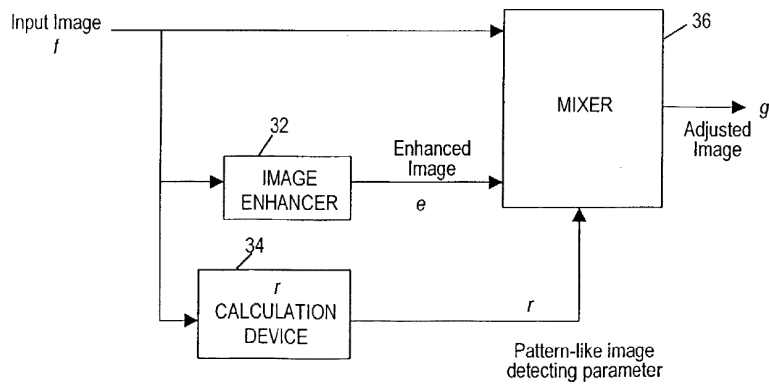 Input Image
f
36
MIXER
g
Adjusted
Image
32
IMAGE
ENHANCER
Enhanced
Image
e
34
r
CALCULATION
DEVICE
r
Pattern-like image
detecting parameter